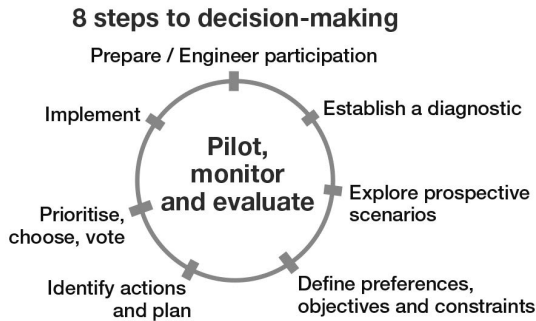 8 steps to decision-making
Prepare / Engineer participation
Establish a diagnostic
Explore prospective
scenarios
Define preferences,
objectives and constraints
Identify actions
and plan
Prioritise,
choose, vote
Implement
Pilot,
monitor
and evaluate